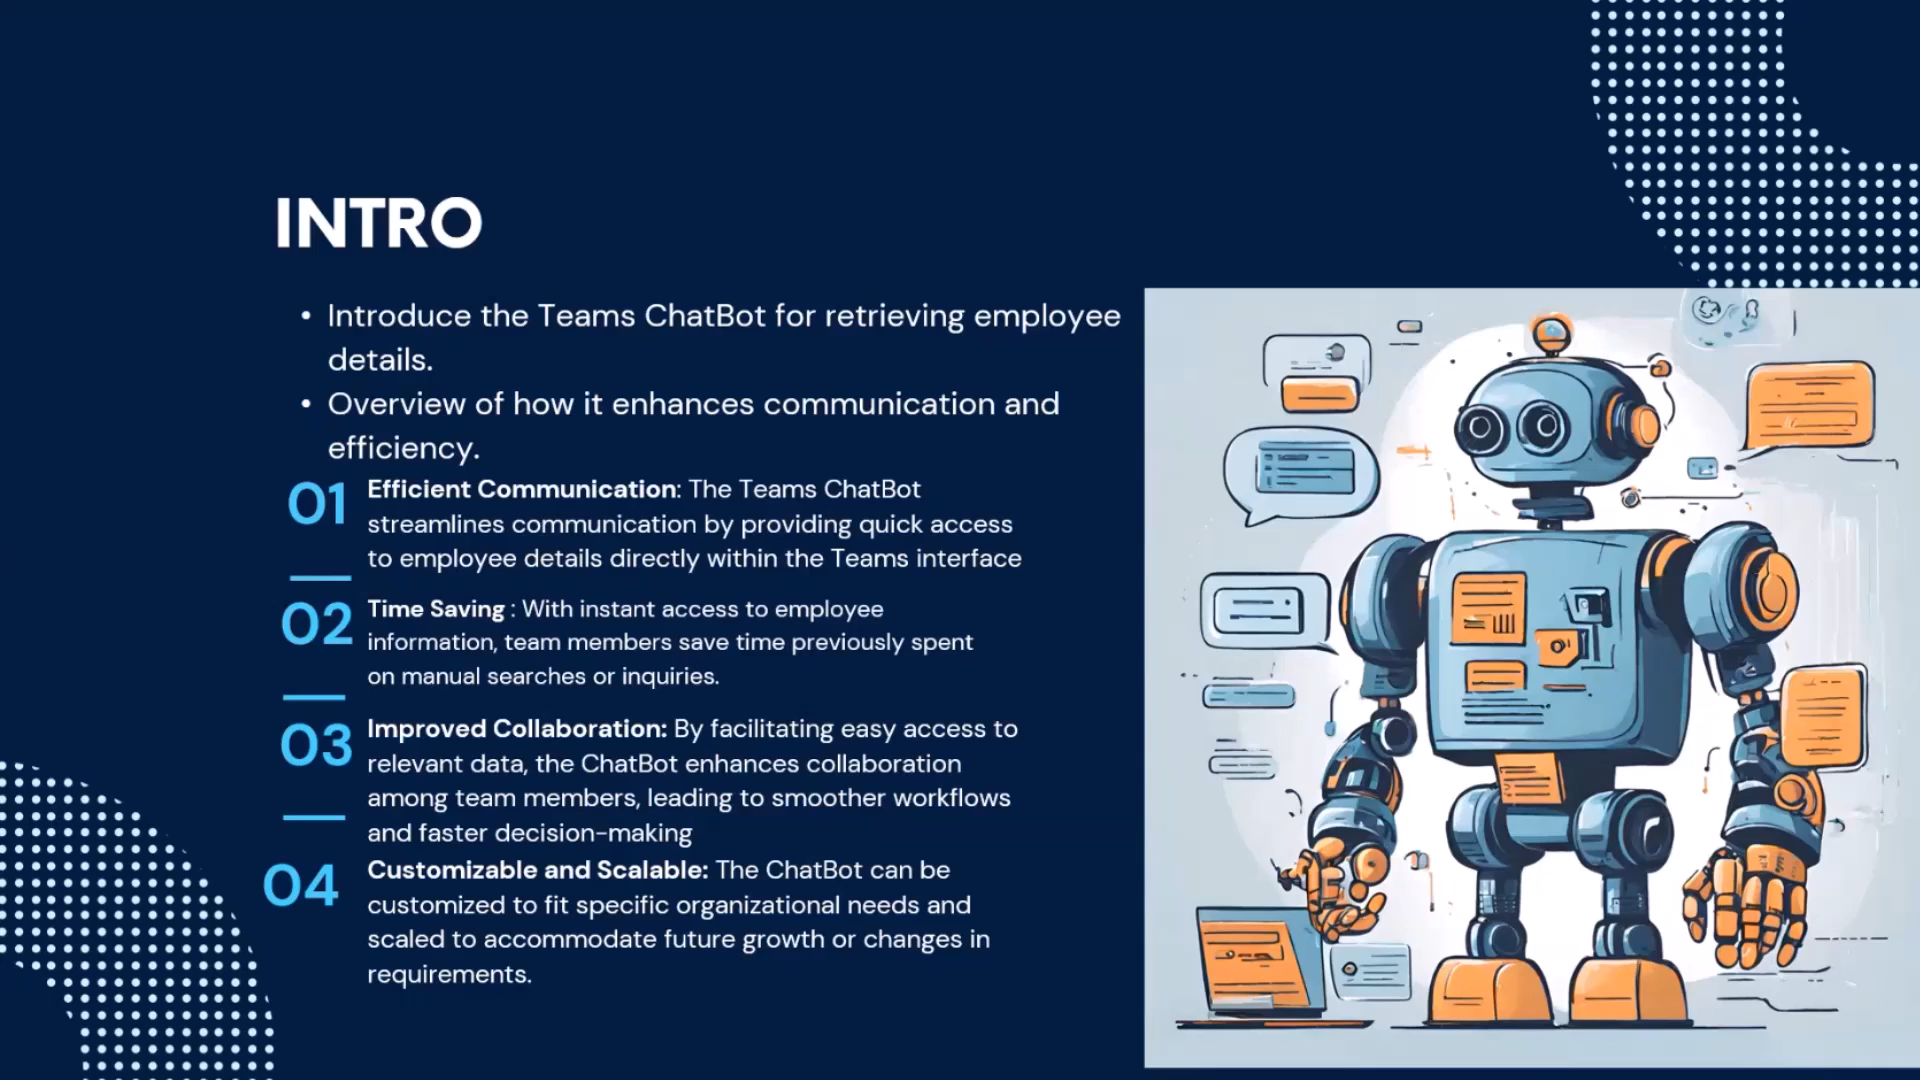 INTRO
• Introduce the Teams ChatBot for retrieving employee
details.
• Overview of how it enhances communication and
efficiency.
01
Efficient Communication: The Teams ChatBot
streamlines communication by providing quick access
to employee details directly within the Teams interface
02
Time Saving : With instant access to employee
information, team members save time previously spent
on manual searches or inquiries.
03
Improved Collaboration: By facilitating easy access to
relevant data, the ChatBot enhances collaboration
among team members, leading to smoother workflows
and faster decision-making
04
Customizable and Scalable: The ChatBot can be
customized to fit specific organizational needs and
scaled to accommodate future growth or changes in
requirements.